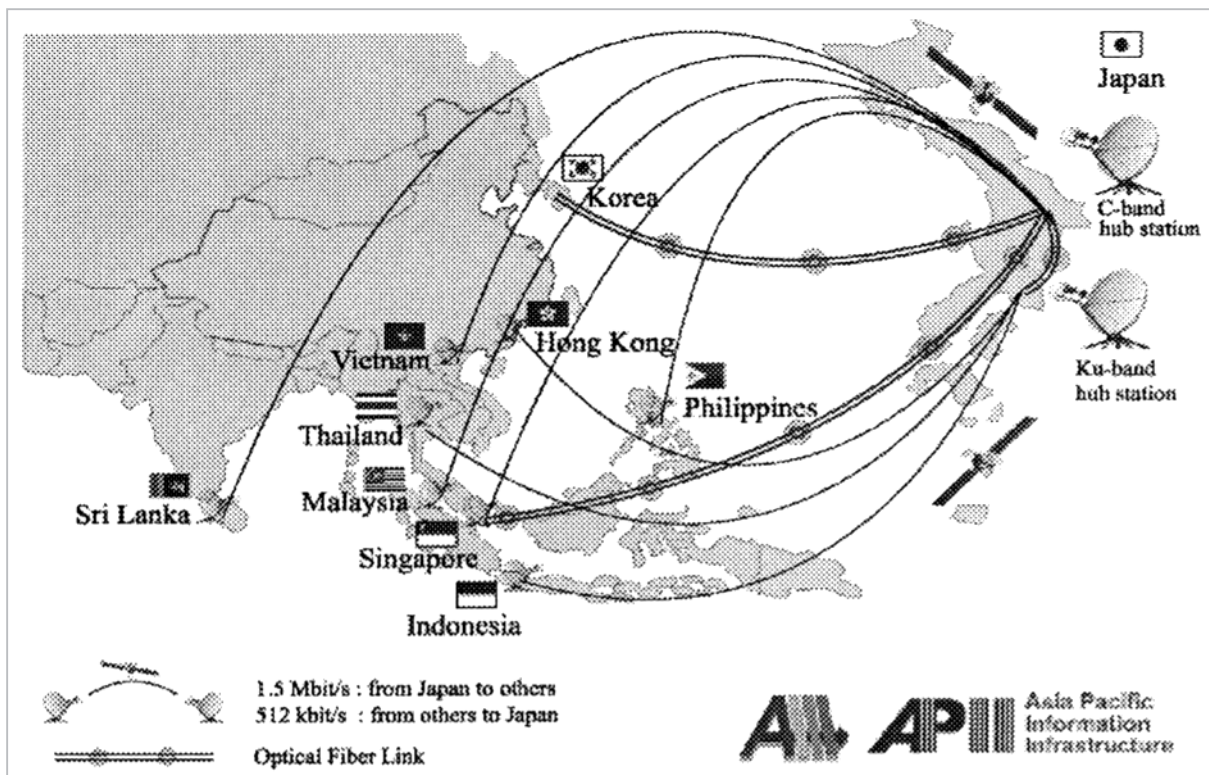 Japan
C-band
hub station
Korea
Hong Kong
Vietnam
Ku-band
hub station
Philippines
Thailand
Malaysia
Sri Lanka
Singapore
Indonesia
1.5 Mbit/s : from Japan to others
512 kbit/s : from others to Japan
Optical Fiber Link
AI
APII
Asia Pacific
Information
Infrastructure